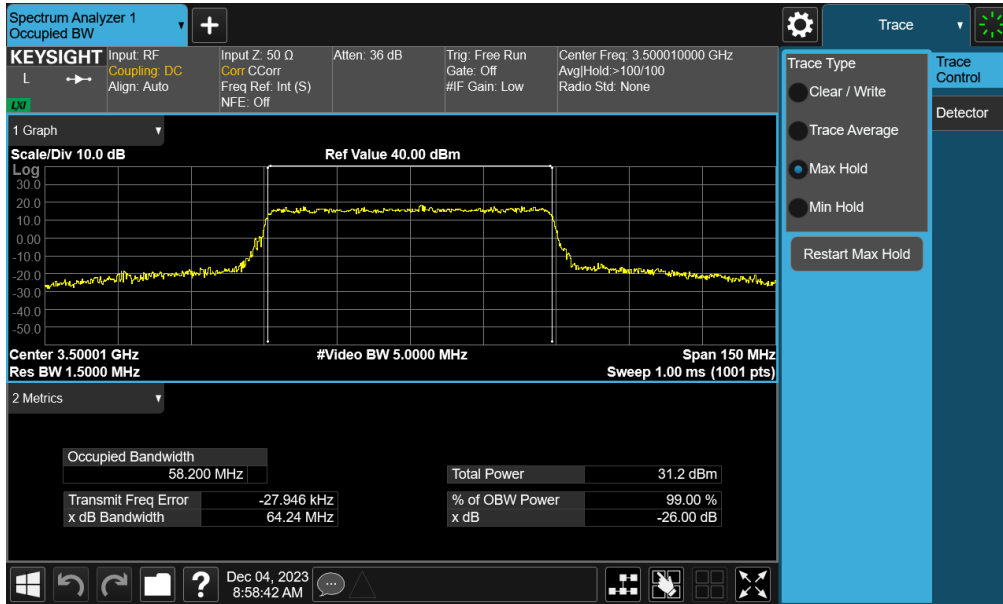 Spectrum Analyzer 1
Occupied BW
+
Trace
KEYSIGHT
L
LXI
Input: RF
Coupling: DC
Align: Auto
Input Z: 50 Ω
Corr CCorr
Freq Ref: Int (S)
NFE: Off
Atten: 36 dB
Trig: Free Run
Gate: Off
#IF Gain: Low
Center Freq: 3.500010000 GHz
Avg|Hold:>100/100
Radio Std: None
Trace Type
Clear / Write
Trace Average
Max Hold
Min Hold
Restart Max Hold
Trace
Control
Detector
1 Graph
Scale/Div 10.0 dB
Ref Value 40.00 dBm
Log
30.0
20.0
10.0
0.00
-10.0
-20.0
-30.0
-40.0
-50.0
Center 3.50001 GHz
#Video BW 5.0000 MHz
Span 150 MHz
Res BW 1.5000 MHz
Sweep 1.00 ms (1001 pts)
2 Metrics
Occupied Bandwidth
58.200 MHz
Total Power 31.2 dBm
Transmit Freq Error -27.946 kHz
% of OBW Power 99.00 %
x dB Bandwidth 64.24 MHz
x dB -26.00 dB
?
Dec 04, 2023
8:58:42 AM